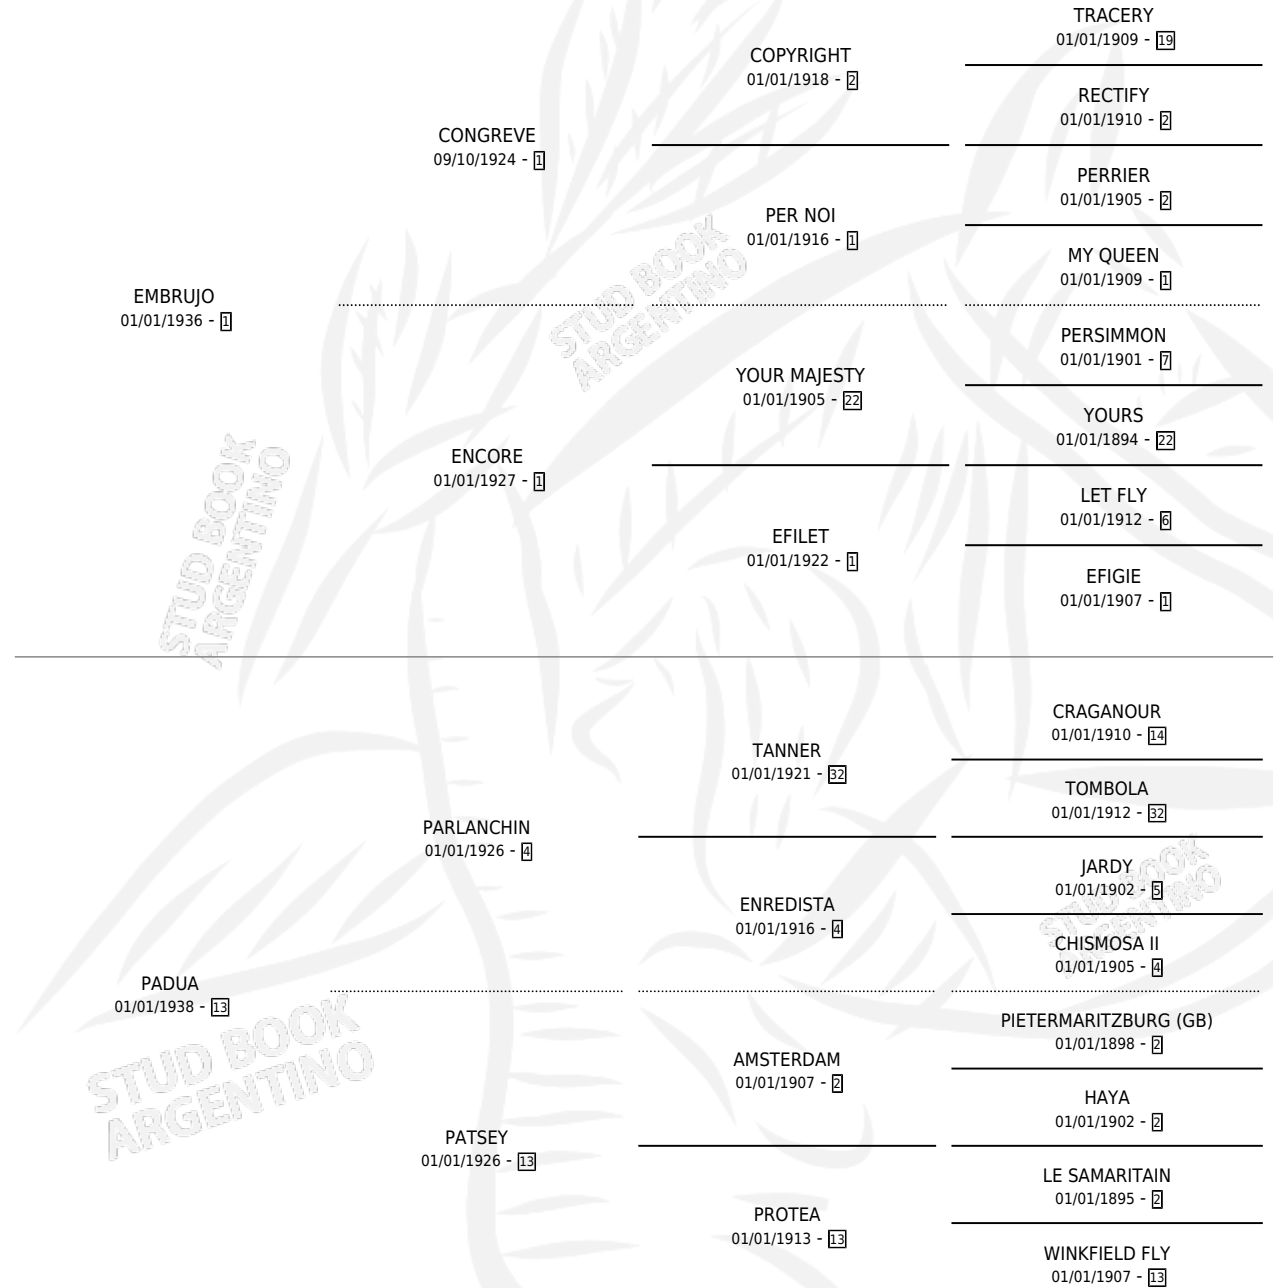 TRACERY
01/01/1909 - 19
COPYRIGHT
01/01/1918 - 2
RECTIFY
01/01/1910 - 2
CONGREVE
09/10/1924 - 1
PERRIER
01/01/1905 - 2
PER NOI
01/01/1916 - 1
MY QUEEN
01/01/1909 - 1
EMBRUJO
01/01/1936 - 1
PERSIMMON
01/01/1901 - 7
YOUR MAJESTY
01/01/1905 - 22
YOURS
01/01/1894 - 22
ENCORE
01/01/1927 - 1
LET FLY
01/01/1912 - 6
EFILET
01/01/1922 - 1
EFIGIE
01/01/1907 - 1
CRAGANOUR
01/01/1910 - 14
TANNER
01/01/1921 - 32
TOMBOLA
01/01/1912 - 32
PARLANCHIN
01/01/1926 - 4
JARDY
01/01/1902 - 5
ENREDISTA
01/01/1916 - 4
CHISMOSA II
01/01/1905 - 4
PADUA
01/01/1938 - 13
PIETERMARITZBURG (GB)
01/01/1898 - 2
AMSTERDAM
01/01/1907 - 2
HAYA
01/01/1902 - 2
PATSEY
01/01/1926 - 13
LE SAMARITAIN
01/01/1895 - 2
PROTEA
01/01/1913 - 13
WINKFIELD FLY
01/01/1907 - 13
STUD BOOK
ARGENTINO
STUD BOOK
ARGENTINO
STUD BOOK
ARGENTINO
STUD BOOK
ARGENTINO